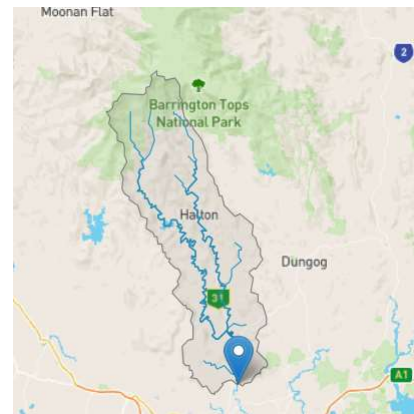 Moonan Flat
2
Barrington Tops
National Park
Halton
Dungog
31
A1